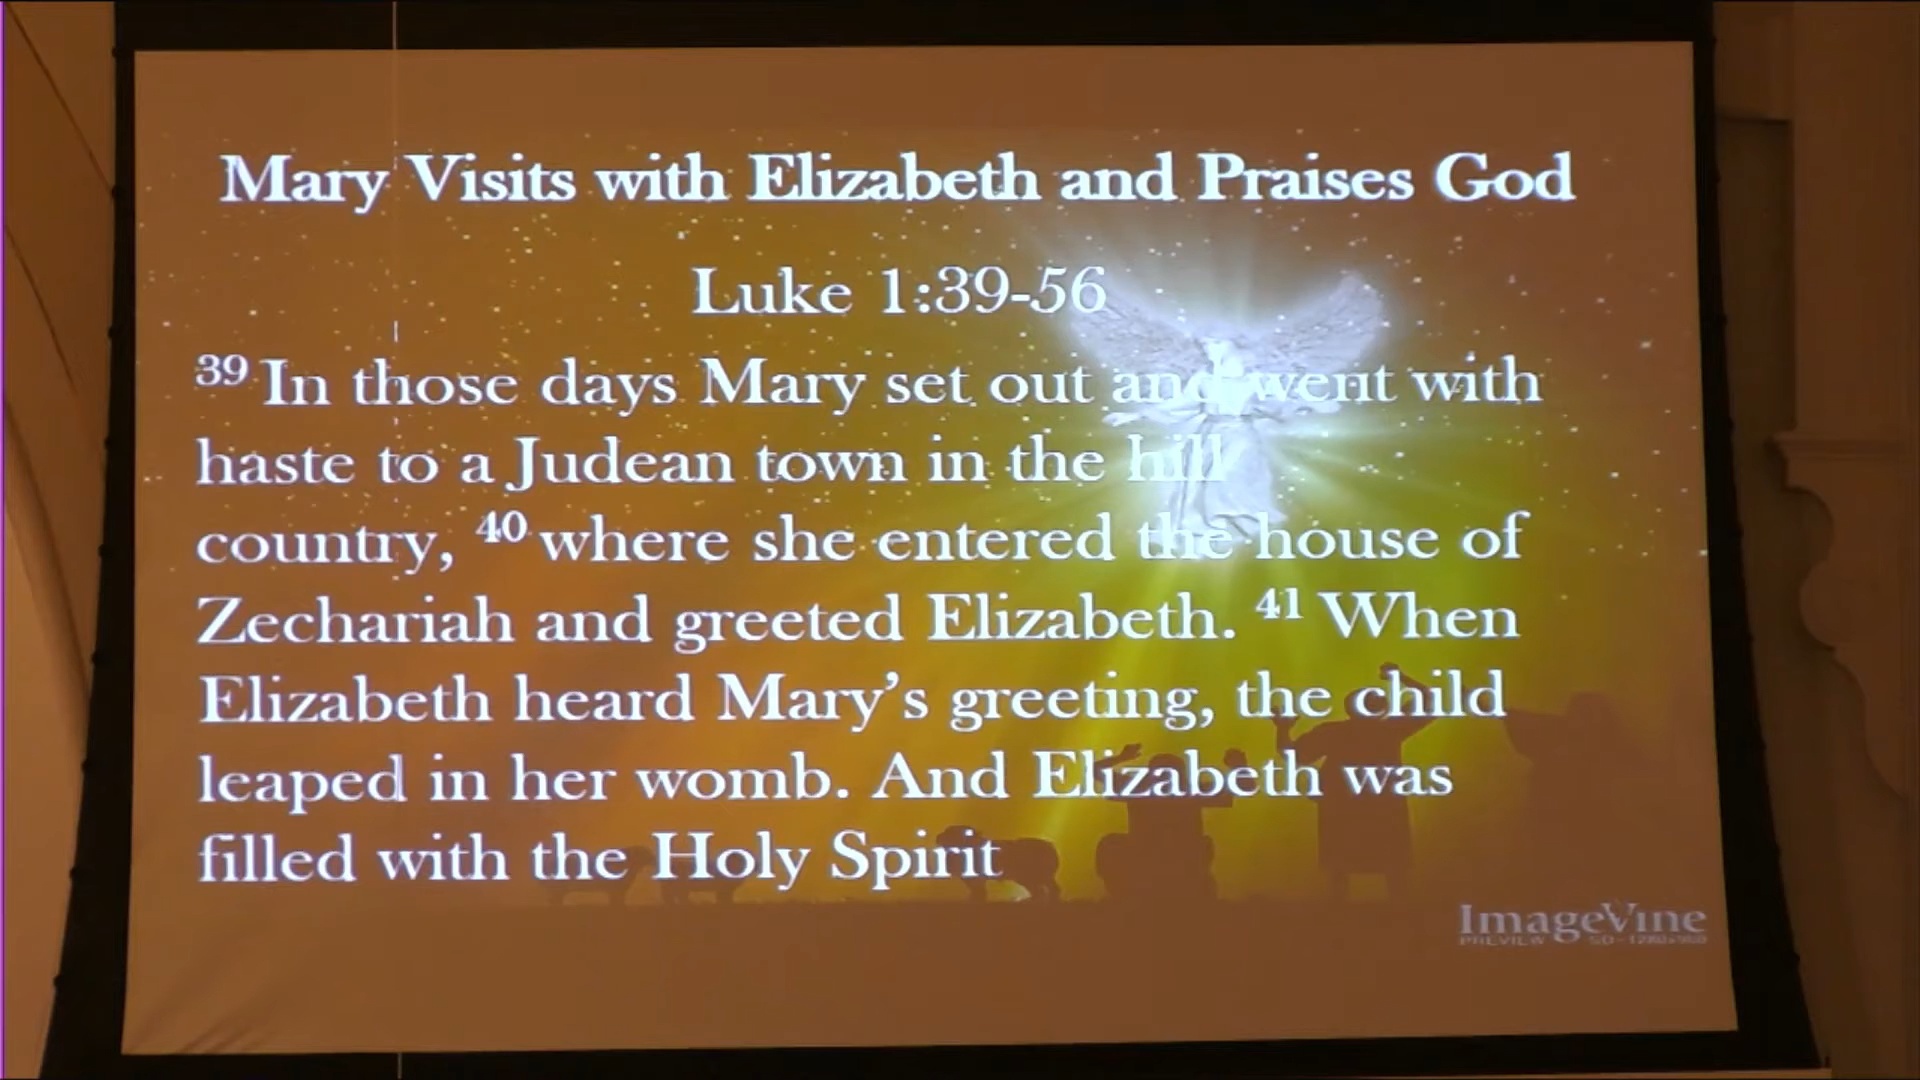 Mary Visits with Elizabeth and Praises God
Luke 1:39-56
39 In those days Mary set out and went with
haste to a Judean town in the hill
country, 40 where she entered the house of
Zechariah and greeted Elizabeth. 41 When
Elizabeth heard Mary’s greeting, the child
leaped in her womb. And Elizabeth was
filled with the Holy Spirit
ImageVine
PREVIEW SD-